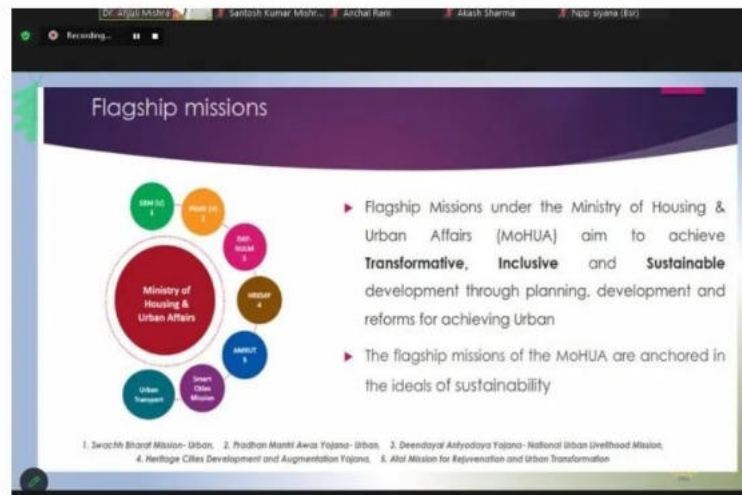 Dr. Anjali Mishra
Santosh Kumar Mishr...
Anchal Rani
Akash Sharma
Npp siyana (Bsr)
Recording...
Flagship missions
SBM (U)
1
PMAY (U)
2
DAY-
NULM
3
HRIDAY
4
AMRUT
5
Smart
Cities
Mission
Urban
Transport
Ministry of
Housing &
Urban Affairs
Flagship Missions under the Ministry of Housing &
Urban Affairs (MoHUA) aim to achieve
Transformative, Inclusive and Sustainable
development through planning, development and
reforms for achieving Urban
The flagship missions of the MoHUA are anchored in
the ideals of sustainability
1. Swachh Bharat Mission- Urban, 2. Pradhan Mantri Awas Yojana- Urban, 3. Deendayal Antyodaya Yojana- National Urban Livelihood Mission,
4. Heritage Cities Development and Augmentation Yojana, 5. Atal Mission for Rejuvenation and Urban Transformation